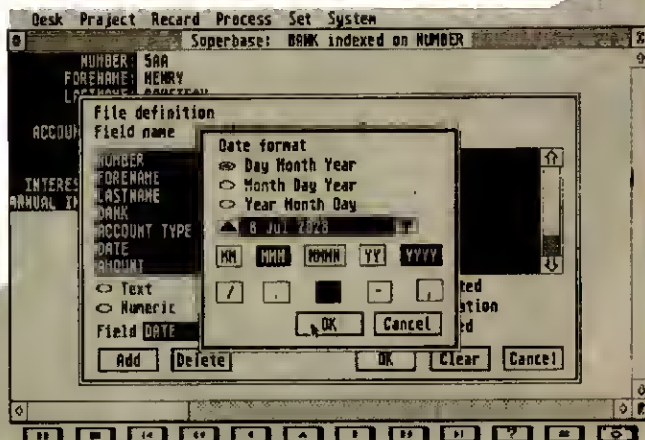 Desk Project Record Process Set System
Superbase: BANK indexed on NUMBER
NUMBER: 5AA
FORENAME: HENRY
File definition
Field name
NUMBER
FORENAME
LASTNAME
BANK
ACCOUNT TYPE
DATE
AMOUNT
Text
Numeric
Field DATE
Add Delete OK Clear Cancel
Date format
Day Month Year
Month Day Year
Year Month Day
8 Jul 2028
MM MMM MMMM YY YYYY
/ . - ,
OK Cancel